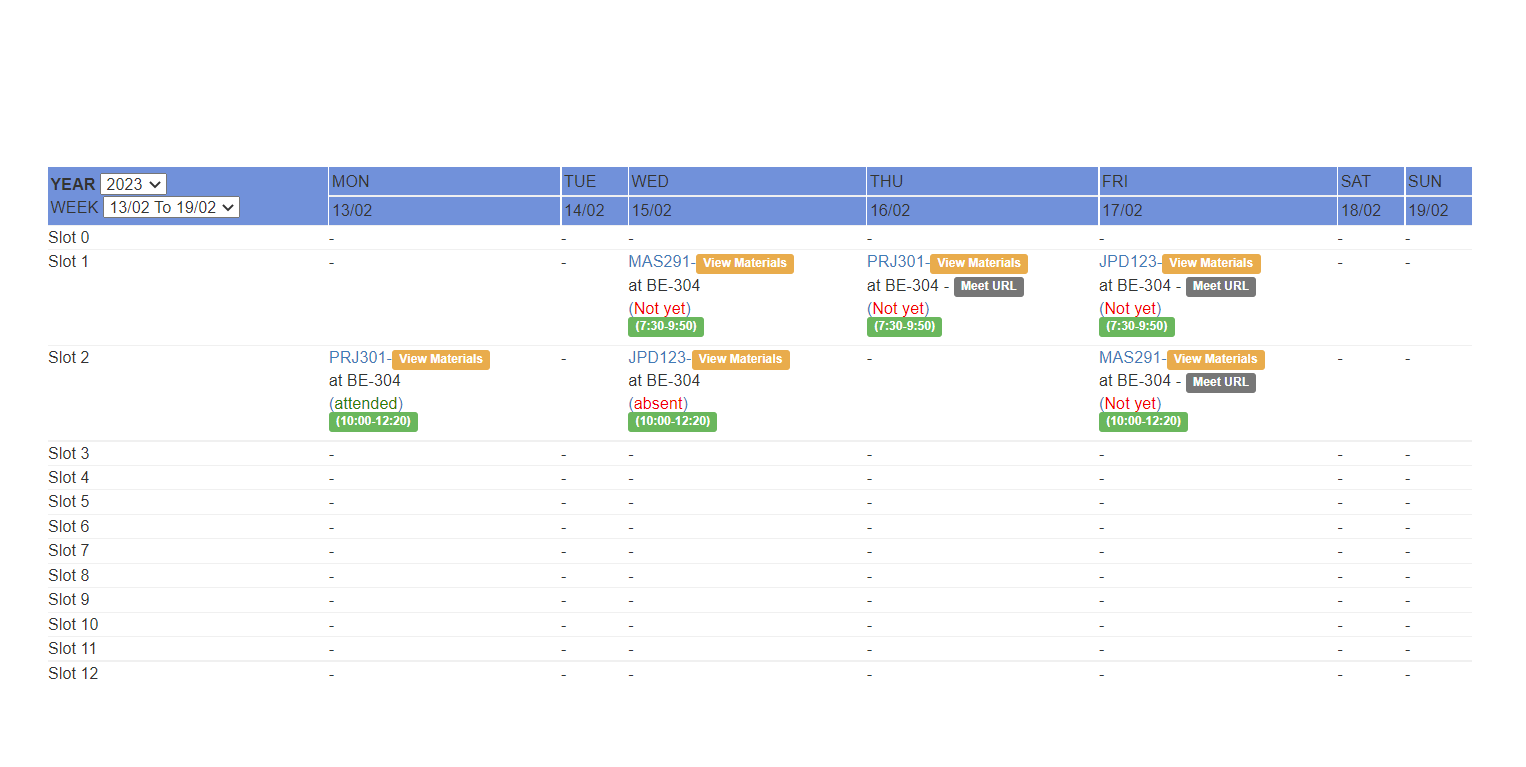 YEAR 2023 MON TUE WED THU FRI SAT SUN
WEEK 13/02 To 19/02 13/02 14/02 15/02 16/02 17/02 18/02 19/02
Slot 0 - - - - - - -
Slot 1 - - MAS291-View Materials PRJ301-View Materials JPD123-View Materials - -
at BE-304 at BE-304 - Meet URL at BE-304 - Meet URL
(Not yet) (Not yet) (Not yet)
(7:30-9:50) (7:30-9:50) (7:30-9:50)
Slot 2 PRJ301-View Materials - JPD123-View Materials - MAS291-View Materials - -
at BE-304 at BE-304 at BE-304 - Meet URL
(attended) (absent) (Not yet)
(10:00-12:20) (10:00-12:20) (10:00-12:20)
Slot 3 - - - - - - -
Slot 4 - - - - - - -
Slot 5 - - - - - - -
Slot 6 - - - - - - -
Slot 7 - - - - - - -
Slot 8 - - - - - - -
Slot 9 - - - - - - -
Slot 10 - - - - - - -
Slot 11 - - - - - - -
Slot 12 - - - - - - -